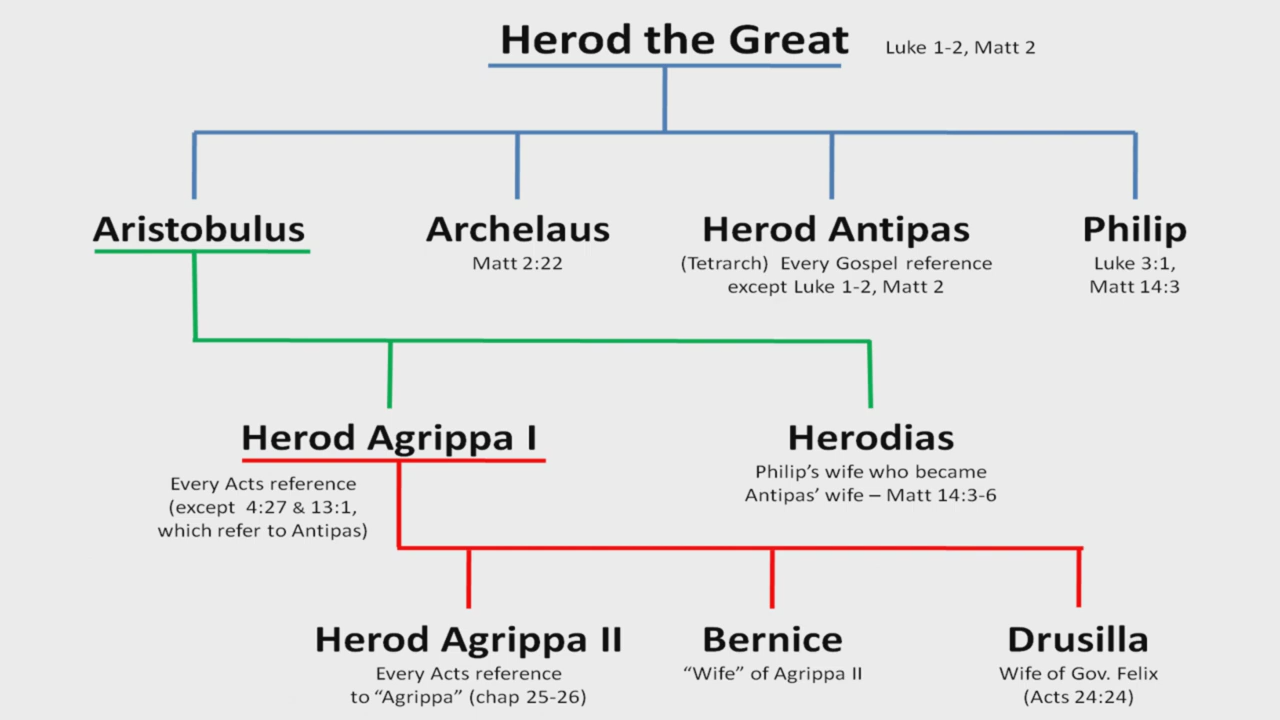 Herod the Great
Luke 1-2, Matt 2
Aristobulus
Archelaus
Matt 2:22
Herod Antipas
(Tetrarch) Every Gospel reference
except Luke 1-2, Matt 2
Philip
Luke 3:1,
Matt 14:3
Herod Agrippa I
Every Acts reference
(except 4:27 & 13:1,
which refer to Antipas)
Herodias
Philip's wife who became
Antipas' wife – Matt 14:3-6
Herod Agrippa II
Every Acts reference
to “Agrippa” (chap 25-26)
Bernice
“Wife” of Agrippa II
Drusilla
Wife of Gov. Felix
(Acts 24:24)